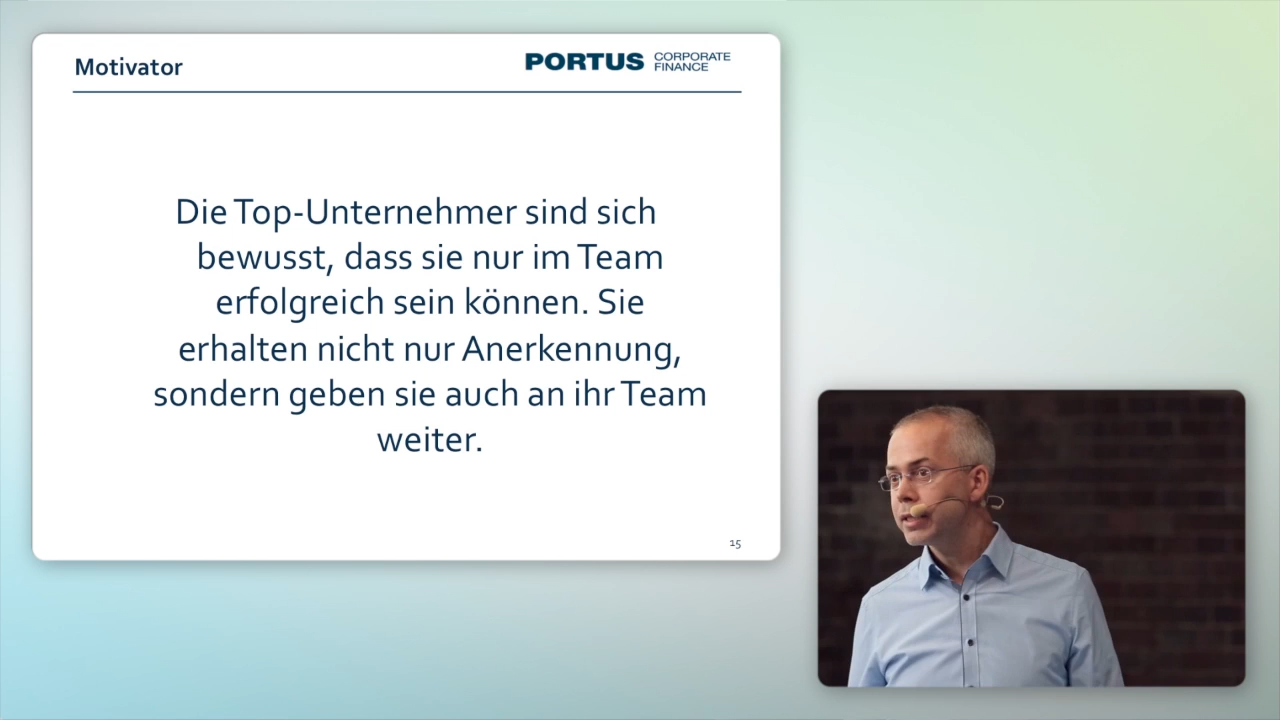 Motivator
PORTUS CORPORATE
FINANCE
Die Top-Unternehmer sind sich
bewusst, dass sie nur im Team
erfolgreich sein können. Sie
erhalten nicht nur Anerkennung,
sondern geben sie auch an ihr Team
weiter.
15